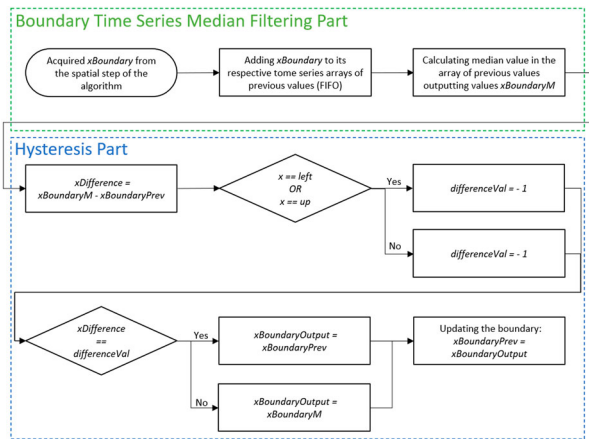 Boundary Time Series Median Filtering Part
Acquired xBoundary from
the spatial step of the
algorithm
Adding xBoundary to its
respective tome series arrays of
previous values (FIFO)
Calculating median value in the
array of previous values
outputting values xBoundaryM
Hysteresis Part
xDifference =
xBoundaryM - xBoundaryPrev
x == left
OR
x == up
Yes
differenceVal = - 1
No
differenceVal = - 1
xDifference
==
differenceVal
Yes
xBoundaryOutput =
xBoundaryPrev
Updating the boundary:
xBoundaryPrev =
xBoundaryOutput
No
xBoundaryOutput =
xBoundaryM